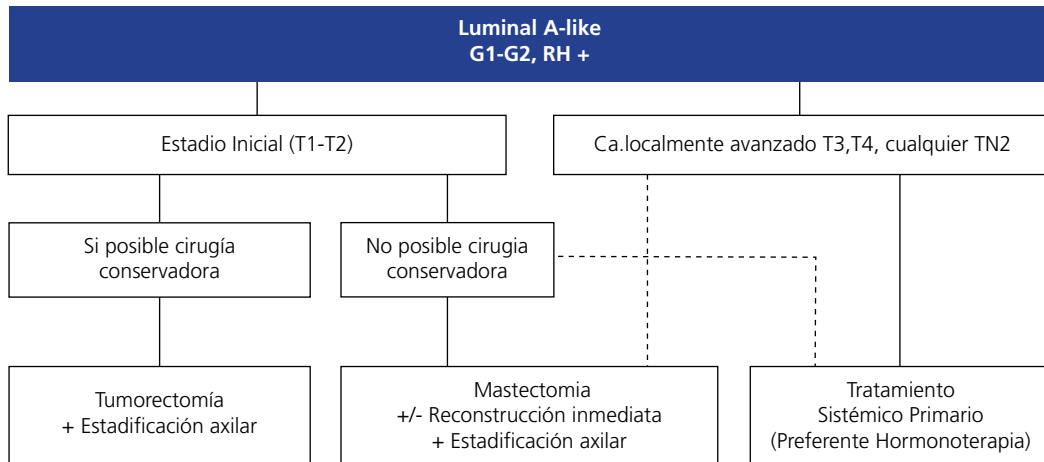 Luminal A-like
G1-G2, RH +
Estadio Inicial (T1-T2)
Ca.localmente avanzado T3,T4, cualquier TN2
Si posible cirugía
conservadora
No posible cirugia
conservadora
Tumorectomía
+ Estadificación axilar
Mastectomia
+/- Reconstrucción inmediata
+ Estadificación axilar
Tratamiento
Sistémico Primario
(Preferente Hormonoterapia)